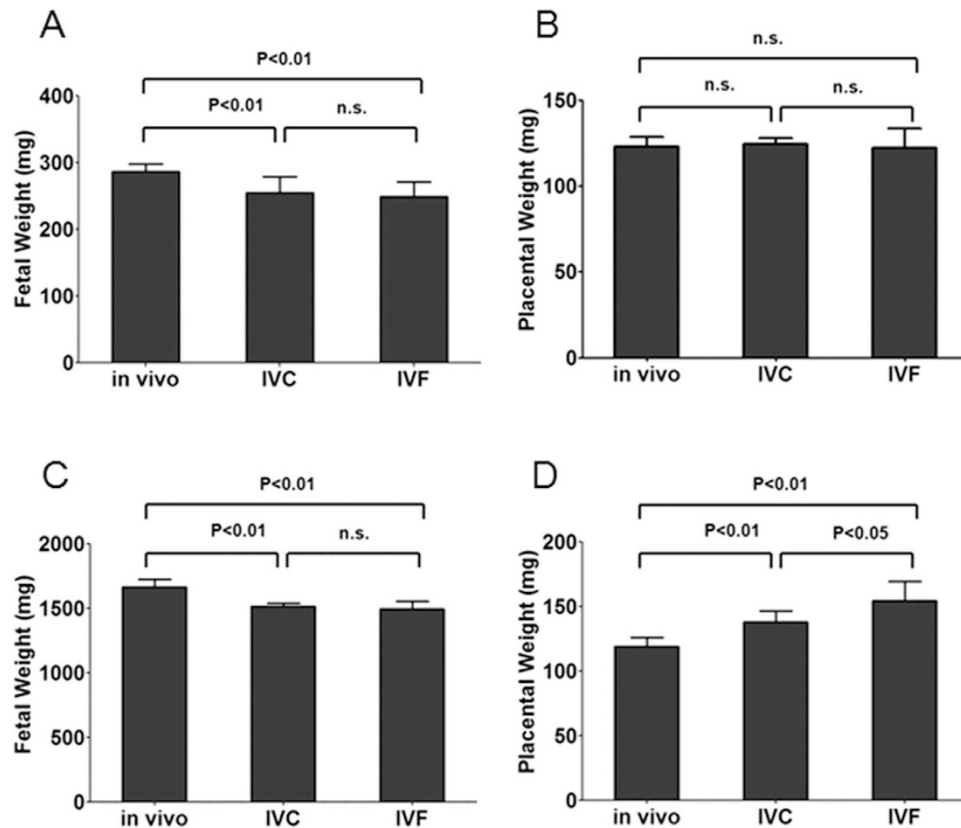 A
P<0.01
P<0.01
n.s.
Fetal Weight (mg)
400
300
200
100
0
in vivo
IVC
IVF
B
n.s.
n.s.
n.s.
Placental Weight (mg)
150
100
50
0
in vivo
IVC
IVF
C
P<0.01
P<0.01
n.s.
Fetal Weight (mg)
2000
1500
1000
500
0
in vivo
IVC
IVF
D
P<0.01
P<0.01
P<0.05
Placental Weight (mg)
200
150
100
50
0
in vivo
IVC
IVF